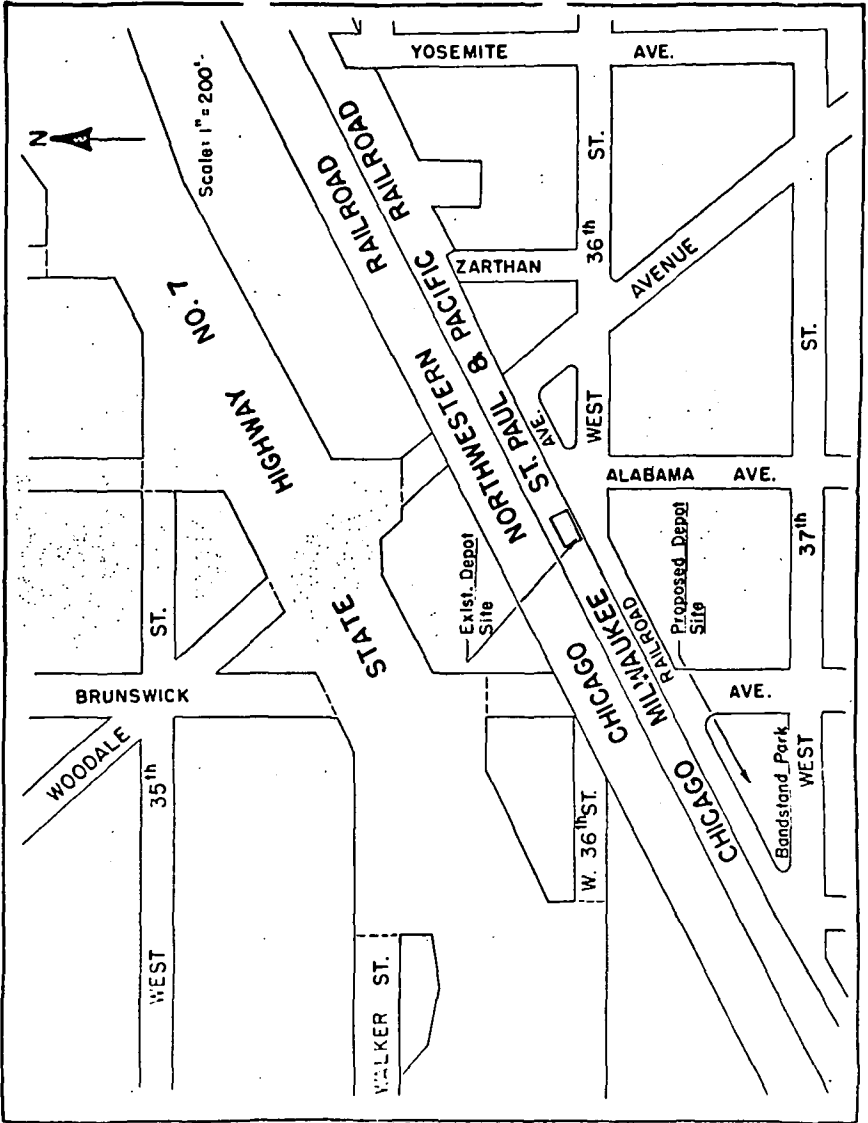 YOSEMITE AVE.
N
Scale: 1" = 200'
RAILROAD
RAILROAD
36th ST.
ZARTHAN
AVENUE
HIGHWAY NO. 7
NORTHWESTERN
ST. PAUL & PACIFIC
AVE.
WEST
ST.
ALABAMA AVE.
37th
Exist. Depot
Site
Proposed Depot
Site
STATE
ST.
CHICAGO
MILWAUKEE
RAILROAD
BRUNSWICK
AVE.
WOODALE
35th
W. 36th ST.
CHICAGO
Bandstand Park
WEST
WEST
WALKER ST.